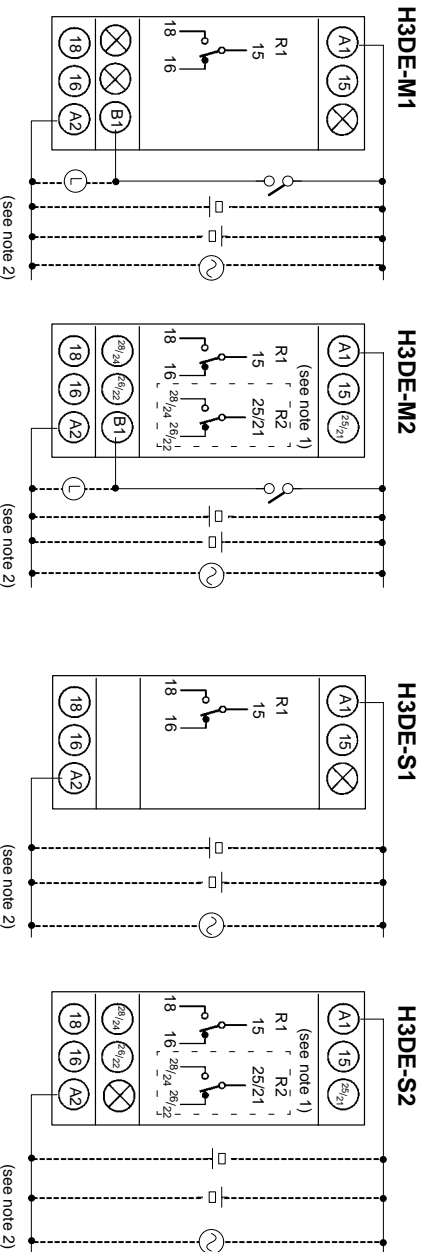 H3DE-M1
A1 15
R1
15
18 16
B1
18 16 A2
L
(see note 2)
H3DE-M2
A1 15 25/21
(see note 1)
R1 R2
15 25/21
18 16 28/24 26/22
28/24 26/22 B1
18 16 A2
L
(see note 2)
H3DE-S1
A1 15
R1
15
18 16
18 16 A2
(see note 2)
H3DE-S2
A1 15 25/21
(see note 1)
R1 R2
15 25/21
18 16 28/24 26/22
28/24 26/22
18 16 A2
(see note 2)